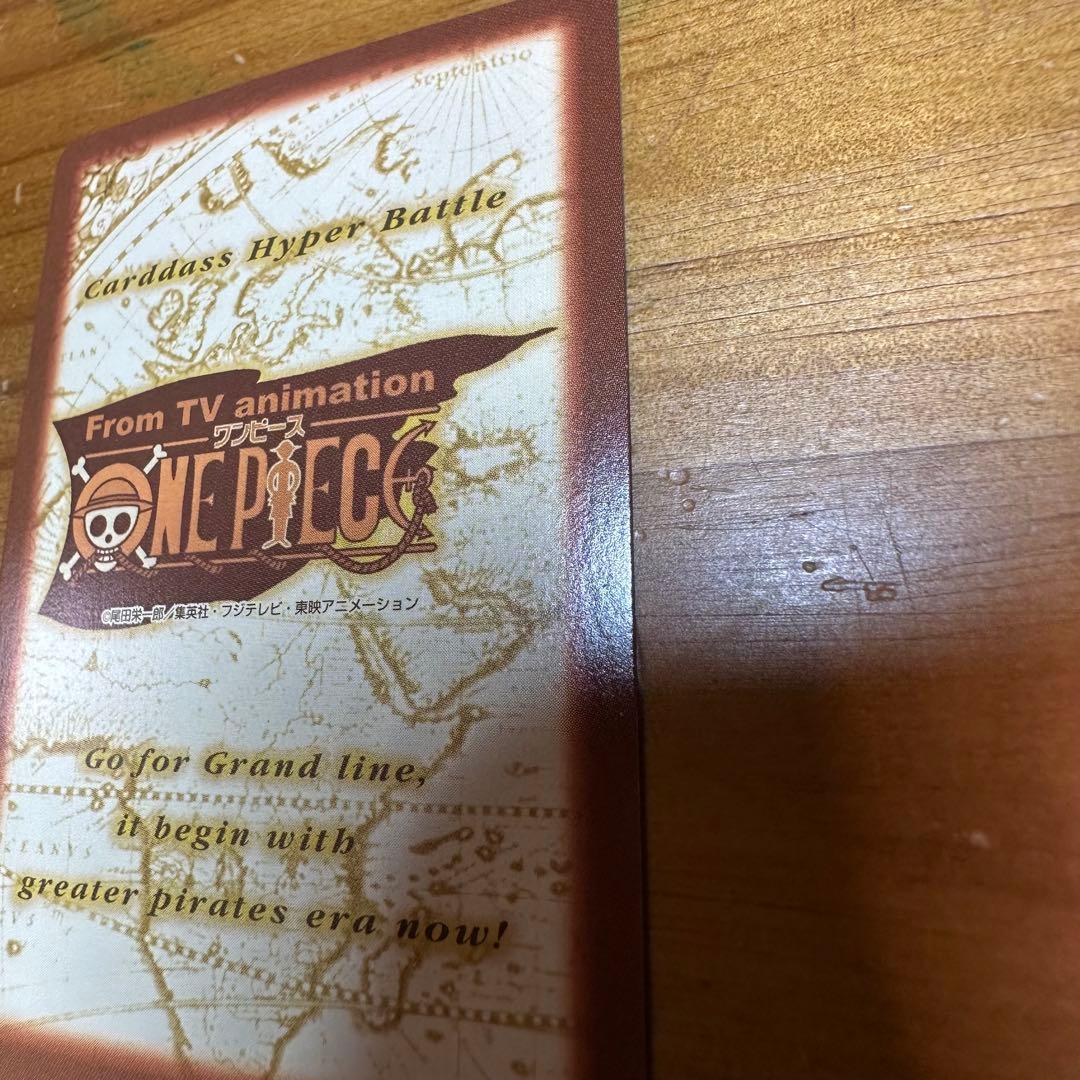 Septentrio
Carddass Hyper Battle
From TV animation
ワンピース
ONE PIECE
©尾田栄一郎／集英社・フジテレビ・東映アニメーション
Go for Grand line,
it begin with
greater pirates era now!